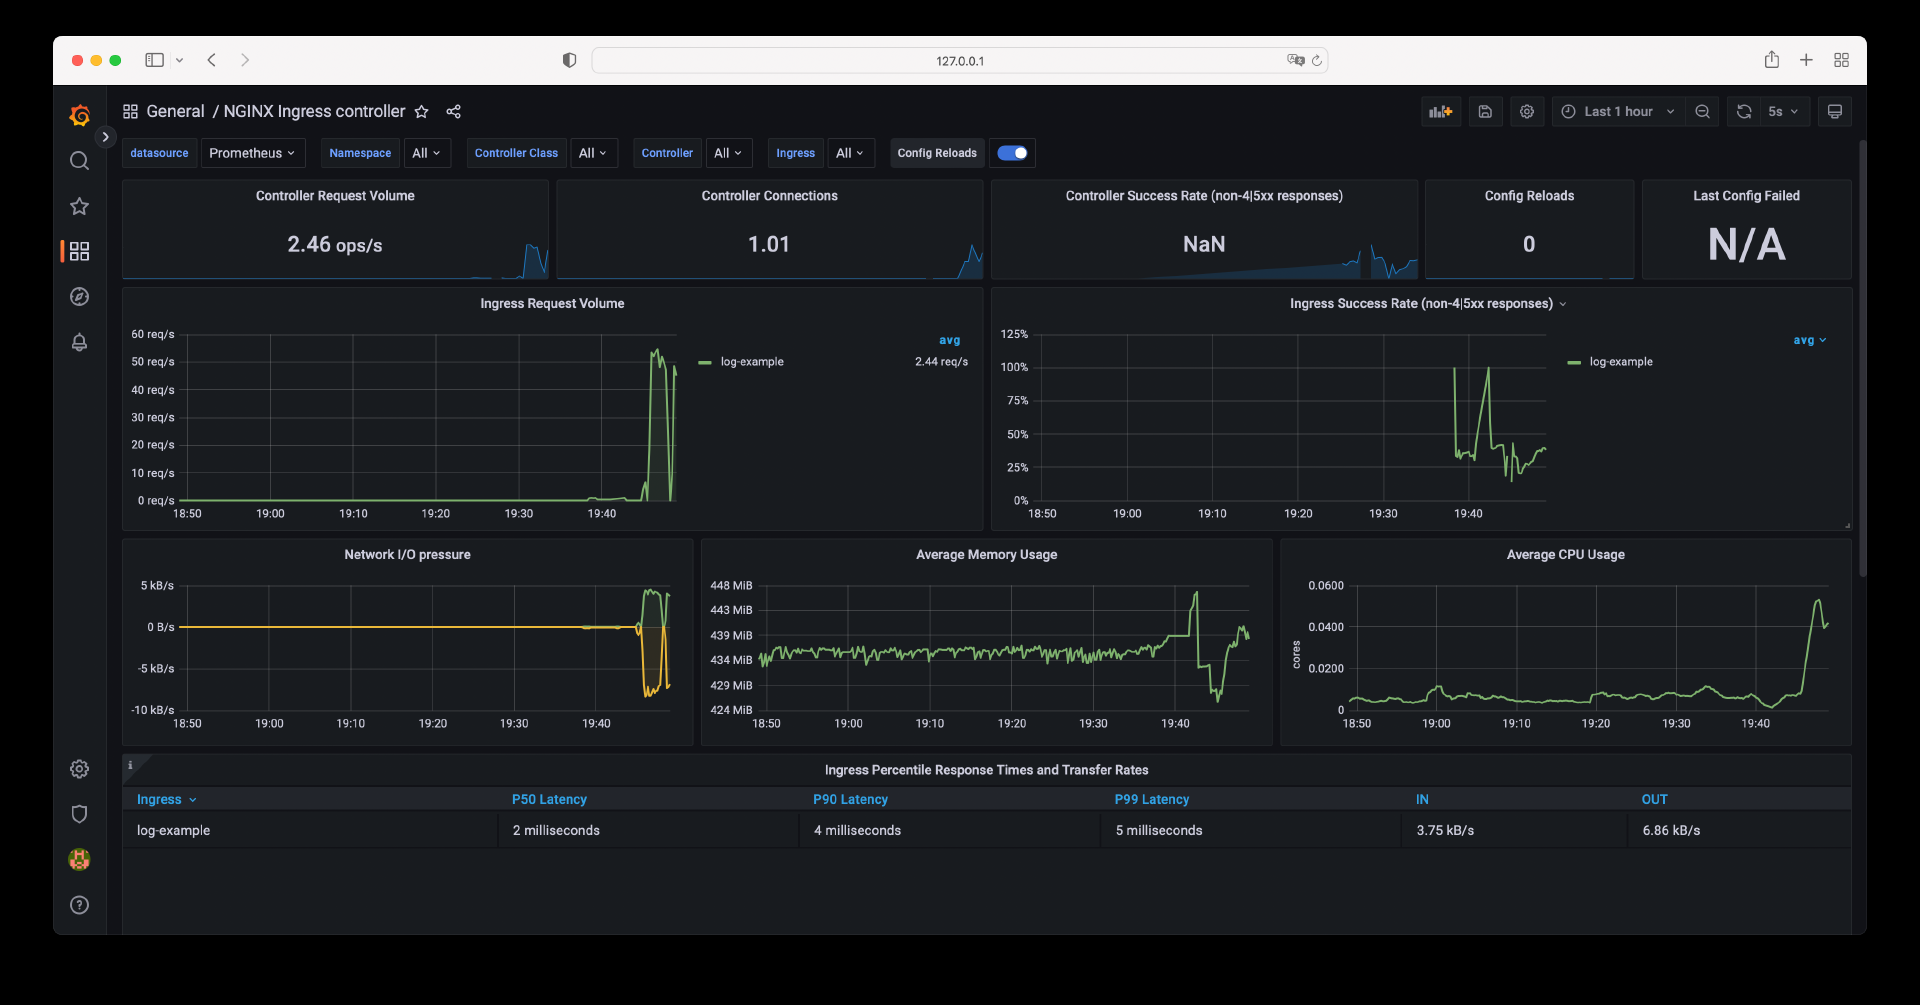 127.0.0.1
General / NGINX Ingress controller
Last 1 hour
5s
datasource Prometheus Namespace All Controller Class All Controller All Ingress All Config Reloads
Controller Request Volume
2.46 ops/s
Controller Connections
1.01
Controller Success Rate (non-4|5xx responses)
NaN
Config Reloads
0
Last Config Failed
N/A
Ingress Request Volume
60 req/s
50 req/s
40 req/s
30 req/s
20 req/s
10 req/s
0 req/s
18:50 19:00 19:10 19:20 19:30 19:40
avg
log-example 2.44 req/s
Ingress Success Rate (non-4|5xx responses)
125%
100%
75%
50%
25%
0%
18:50 19:00 19:10 19:20 19:30 19:40
avg
log-example
Network I/O pressure
5 kB/s
0 B/s
-5 kB/s
-10 kB/s
18:50 19:00 19:10 19:20 19:30 19:40
Average Memory Usage
448 MiB
443 MiB
439 MiB
434 MiB
429 MiB
424 MiB
18:50 19:00 19:10 19:20 19:30 19:40
Average CPU Usage
cores
0.0600
0.0400
0.0200
0
18:50 19:00 19:10 19:20 19:30 19:40
i
Ingress Percentile Response Times and Transfer Rates
Ingress P50 Latency P90 Latency P99 Latency IN OUT
log-example 2 milliseconds 4 milliseconds 5 milliseconds 3.75 kB/s 6.86 kB/s